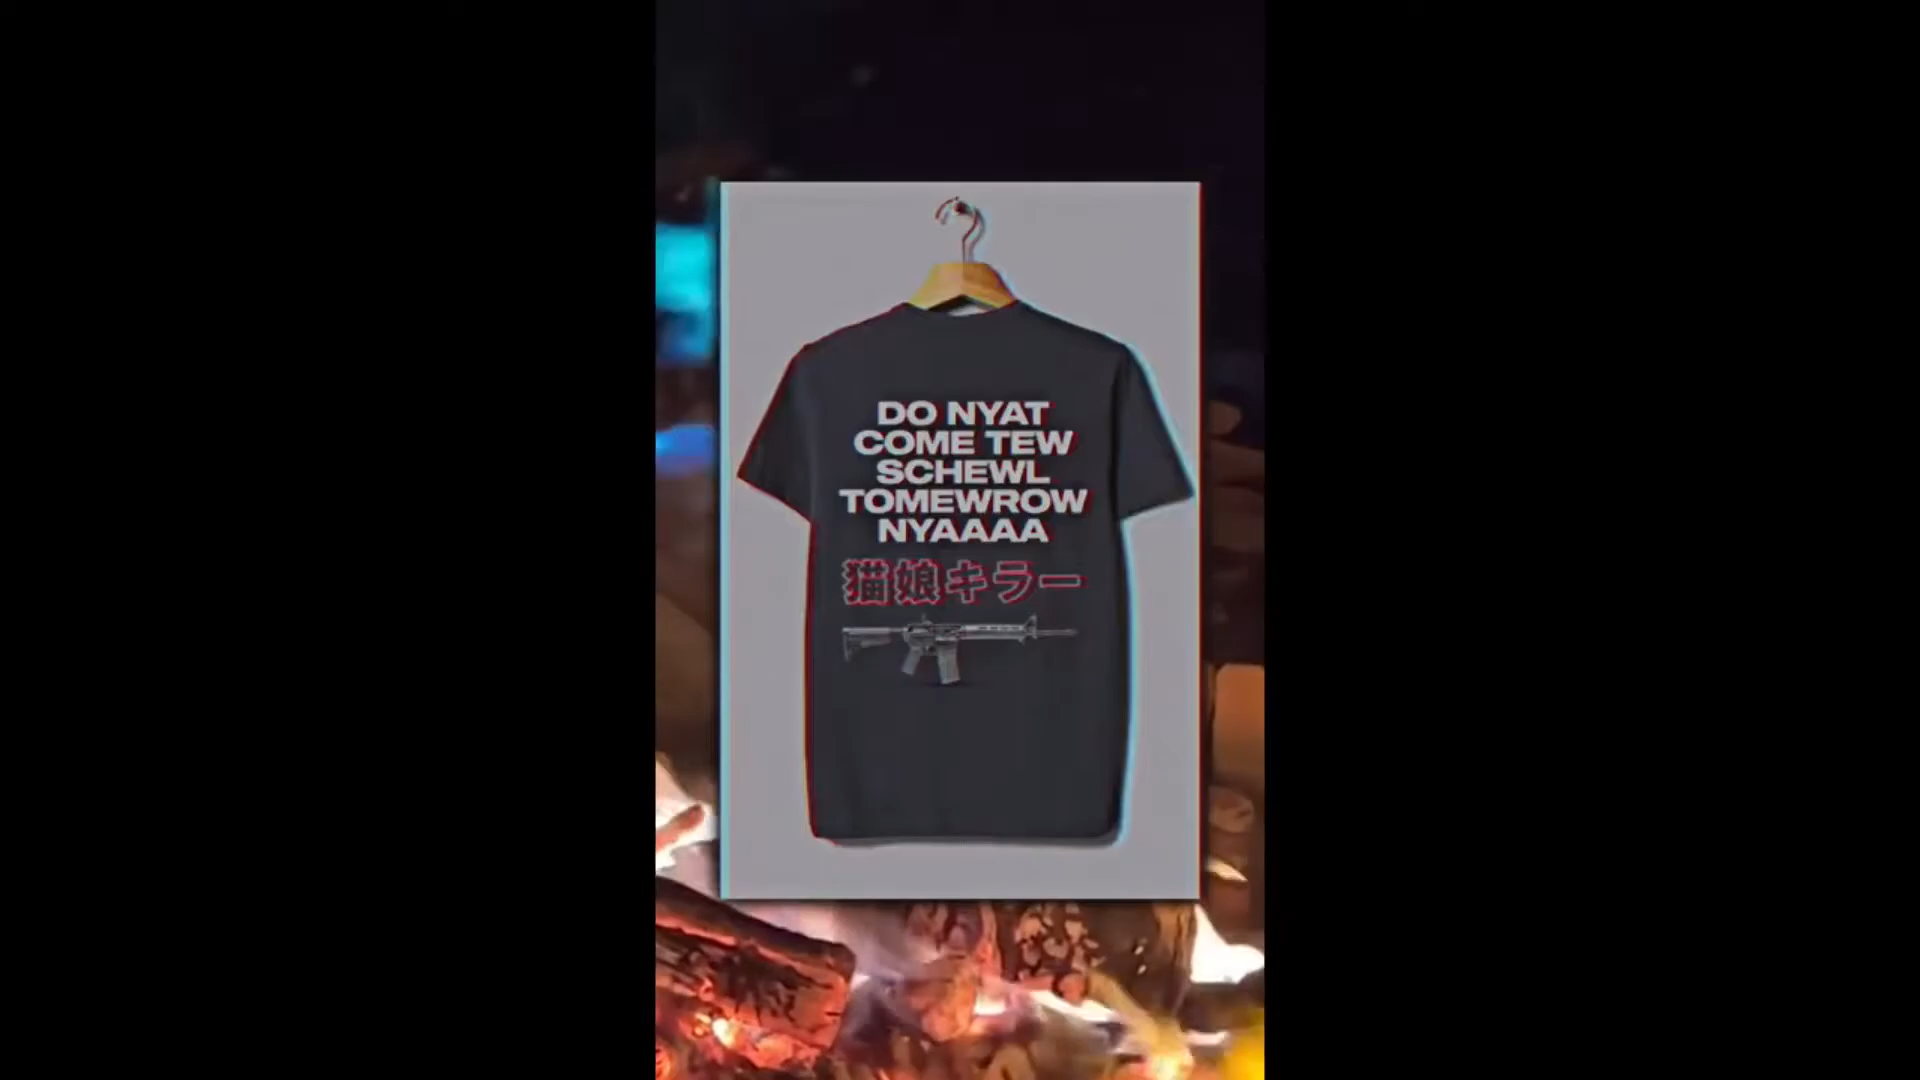 DO NYAT
COME TEW
SCHEWL
TOMEWROW
NYAAAA
猫娘キラー